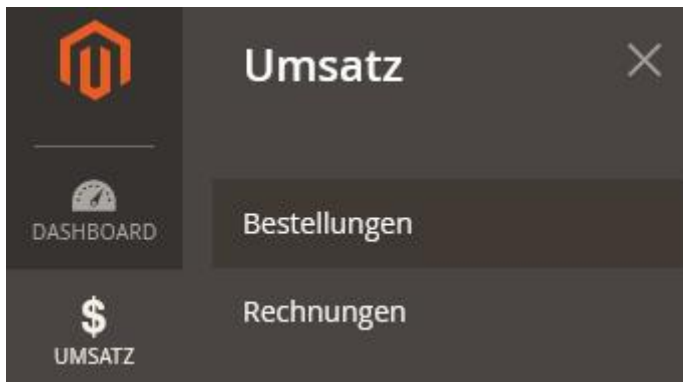 Umsatz
DASHBOARD
Bestellungen
$
UMSATZ
Rechnungen